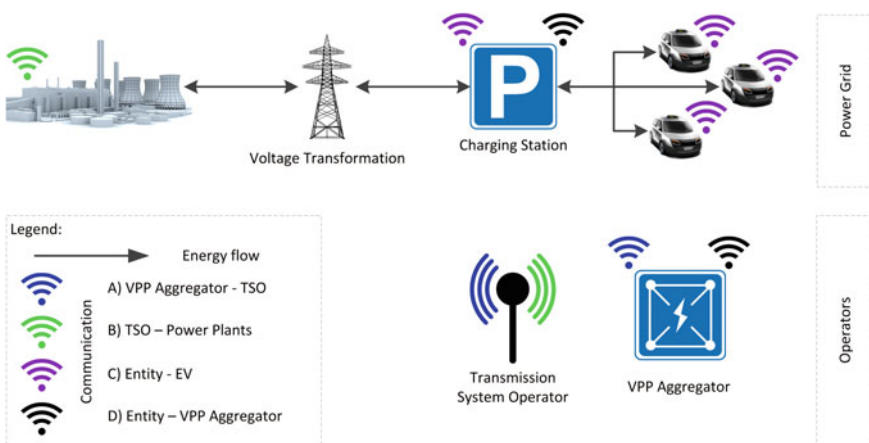 P
Voltage Transformation
Charging Station
Power Grid
Legend:
Energy flow
A) VPP Aggregator - TSO
B) TSO – Power Plants
C) Entity - EV
D) Entity – VPP Aggregator
Communication
Transmission
System Operator
VPP Aggregator
Operators